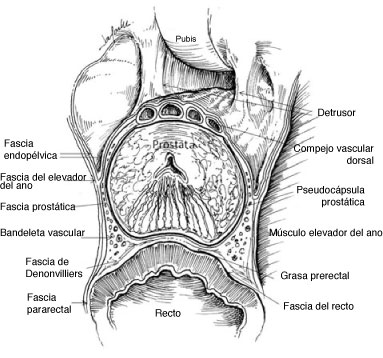 Pubis
Detrusor
Prostata
Compejo vascular
dorsal
Fascia
endopélvica
Fascia del elevador
del ano
Pseudocápsula
prostática
Fascia prostática
Bandeleta vascular
Músculo elevador del ano
Fascia de
Denonvilliers
Grasa prerectal
Fascia
pararectal
Fascia del recto
Recto